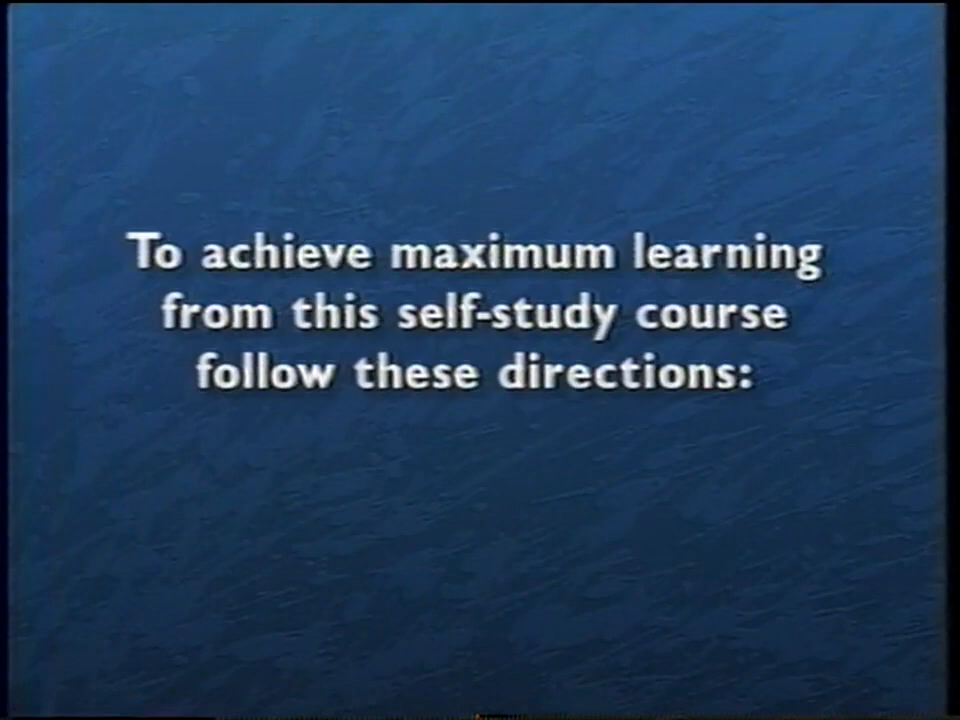 To achieve maximum learning
from this self-study course
follow these directions: